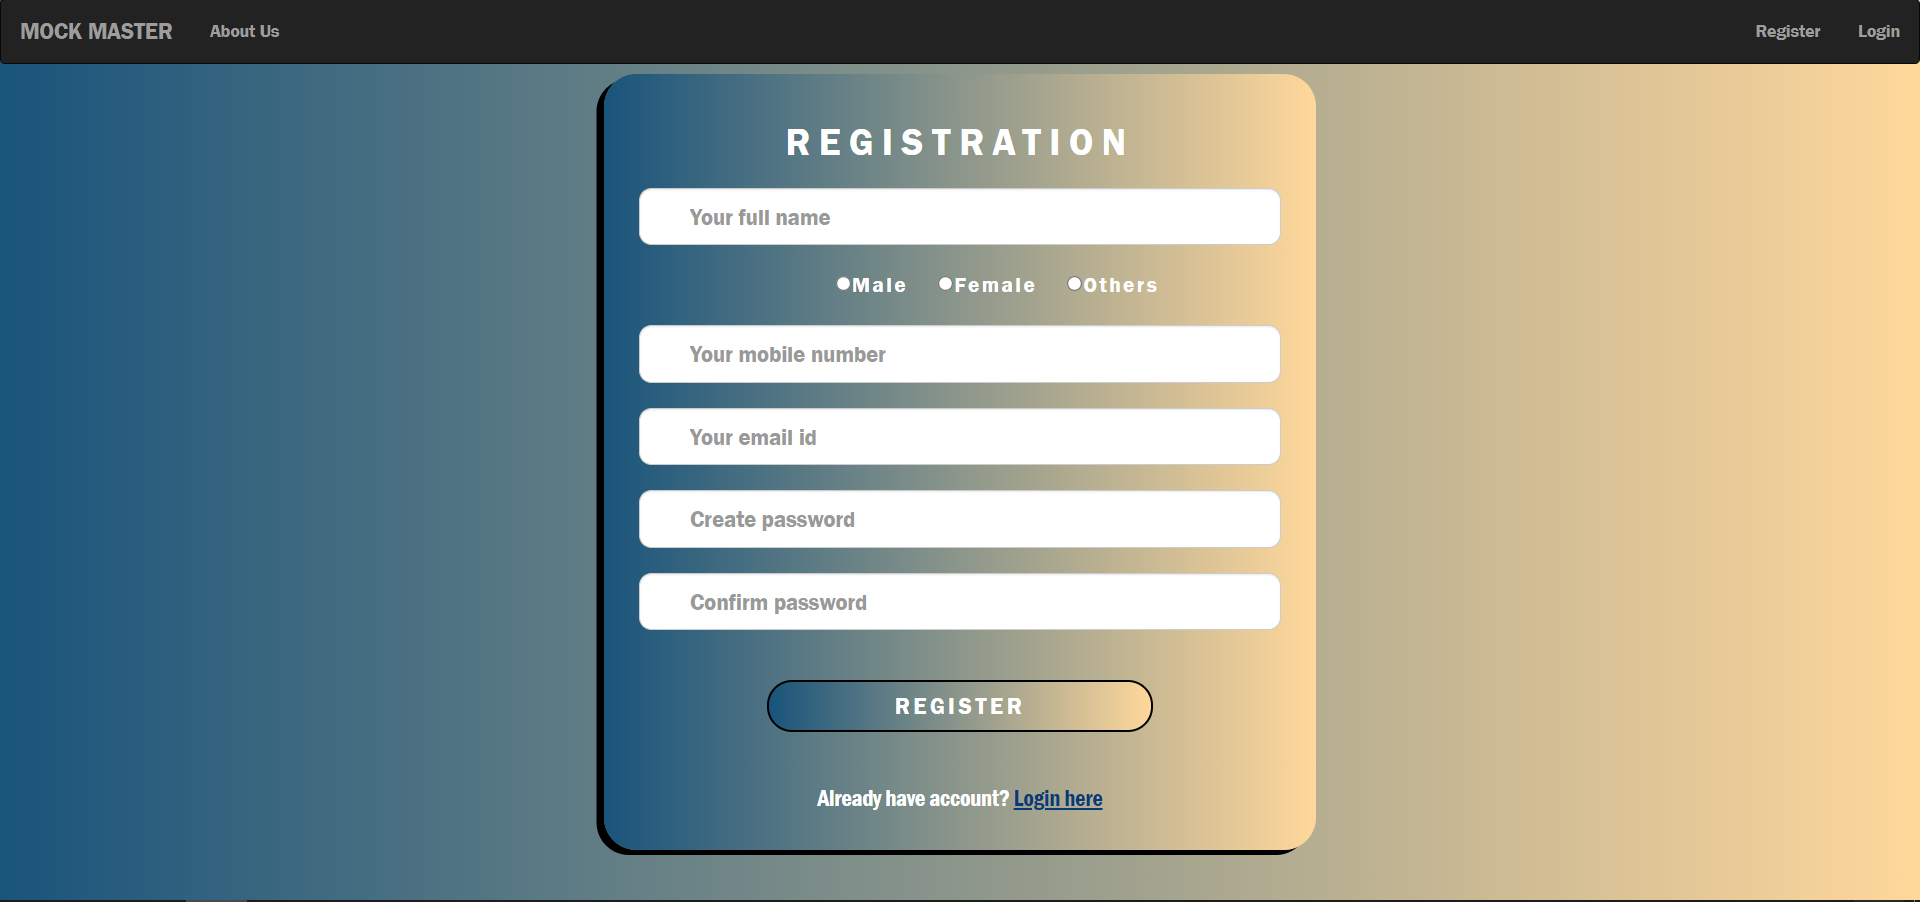 MOCK MASTER About Us Register Login
REGISTRATION
Your full name
Male Female Others
Your mobile number
Your email id
Create password
Confirm password
REGISTER
Already have account? Login here